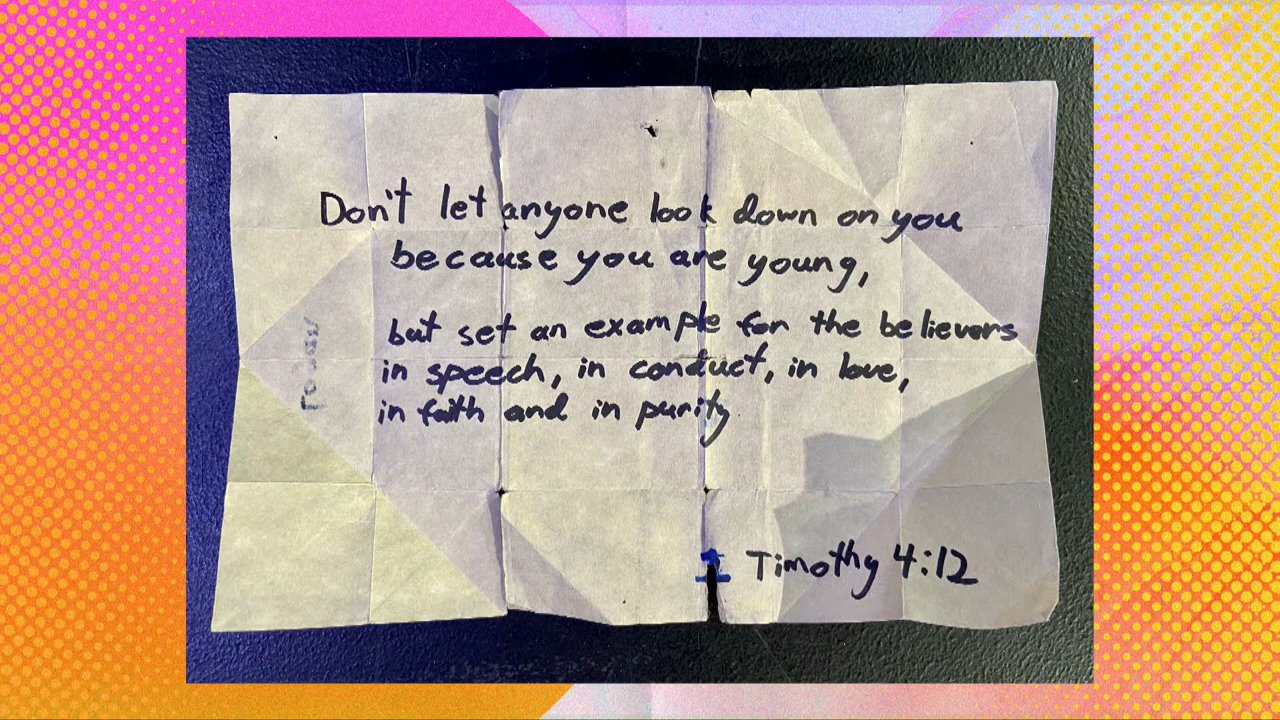 Don't let anyone look down on you
because you are young,
but set an example for the believers
in speech, in conduct, in love,
in faith and in purity
I Timothy 4:12